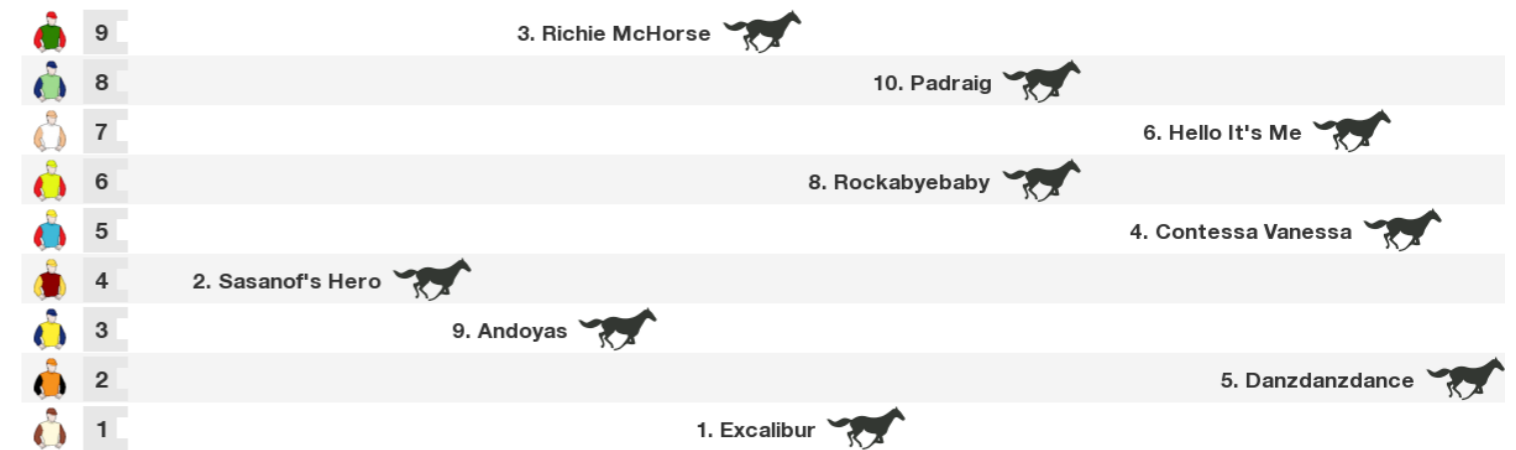 9 3. Richie McHorse
8 10. Padraig
7 6. Hello It's Me
6 8. Rockabyebaby
5 4. Contessa Vanessa
4 2. Sasanof's Hero
3 9. Andoyas
2 5. Danzdanzdance
1 1. Excalibur